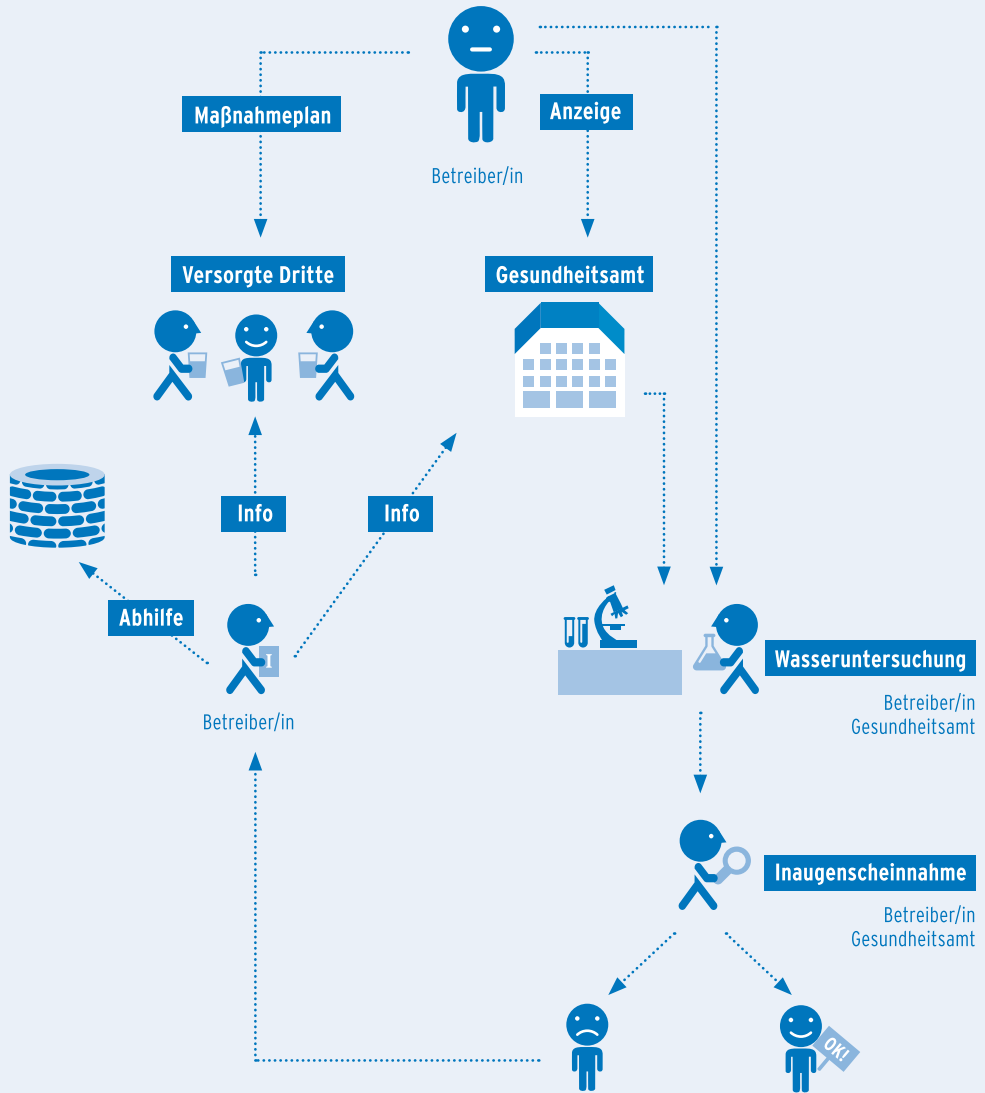 Maßnahmeplan
Anzeige
Betreiber/in
Versorgte Dritte
Gesundheitsamt
Info
Info
Abhilfe
I
Betreiber/in
Wasseruntersuchung
Betreiber/in
Gesundheitsamt
Inaugenscheinnahme
Betreiber/in
Gesundheitsamt
OK!